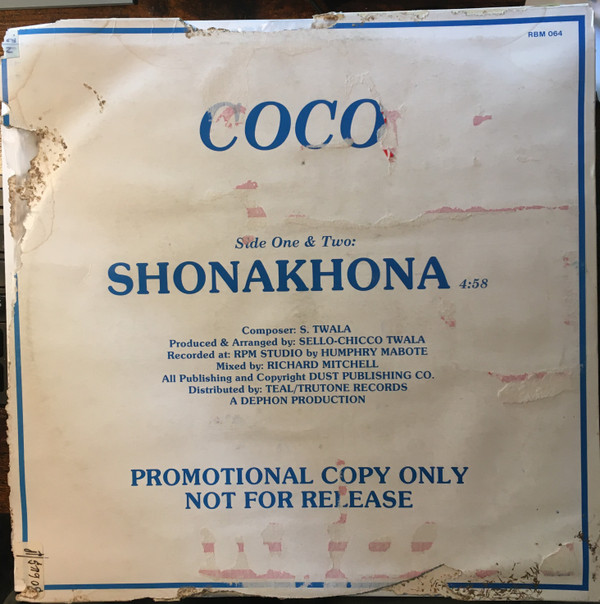 RBM 064
COCO
Side One & Two:
SHONAKHONA 4:58
Composer: S. TWALA
Produced & Arranged by: SELLO-CHICCO TWALA
Recorded at: RPM STUDIO by HUMPHRY MABOTE
Mixed by: RICHARD MITCHELL
All Publishing and Copyright DUST PUBLISHING CO.
Distributed by: TEAL/TRUTONE RECORDS
A DEPHON PRODUCTION
PROMOTIONAL COPY ONLY
NOT FOR RELEASE